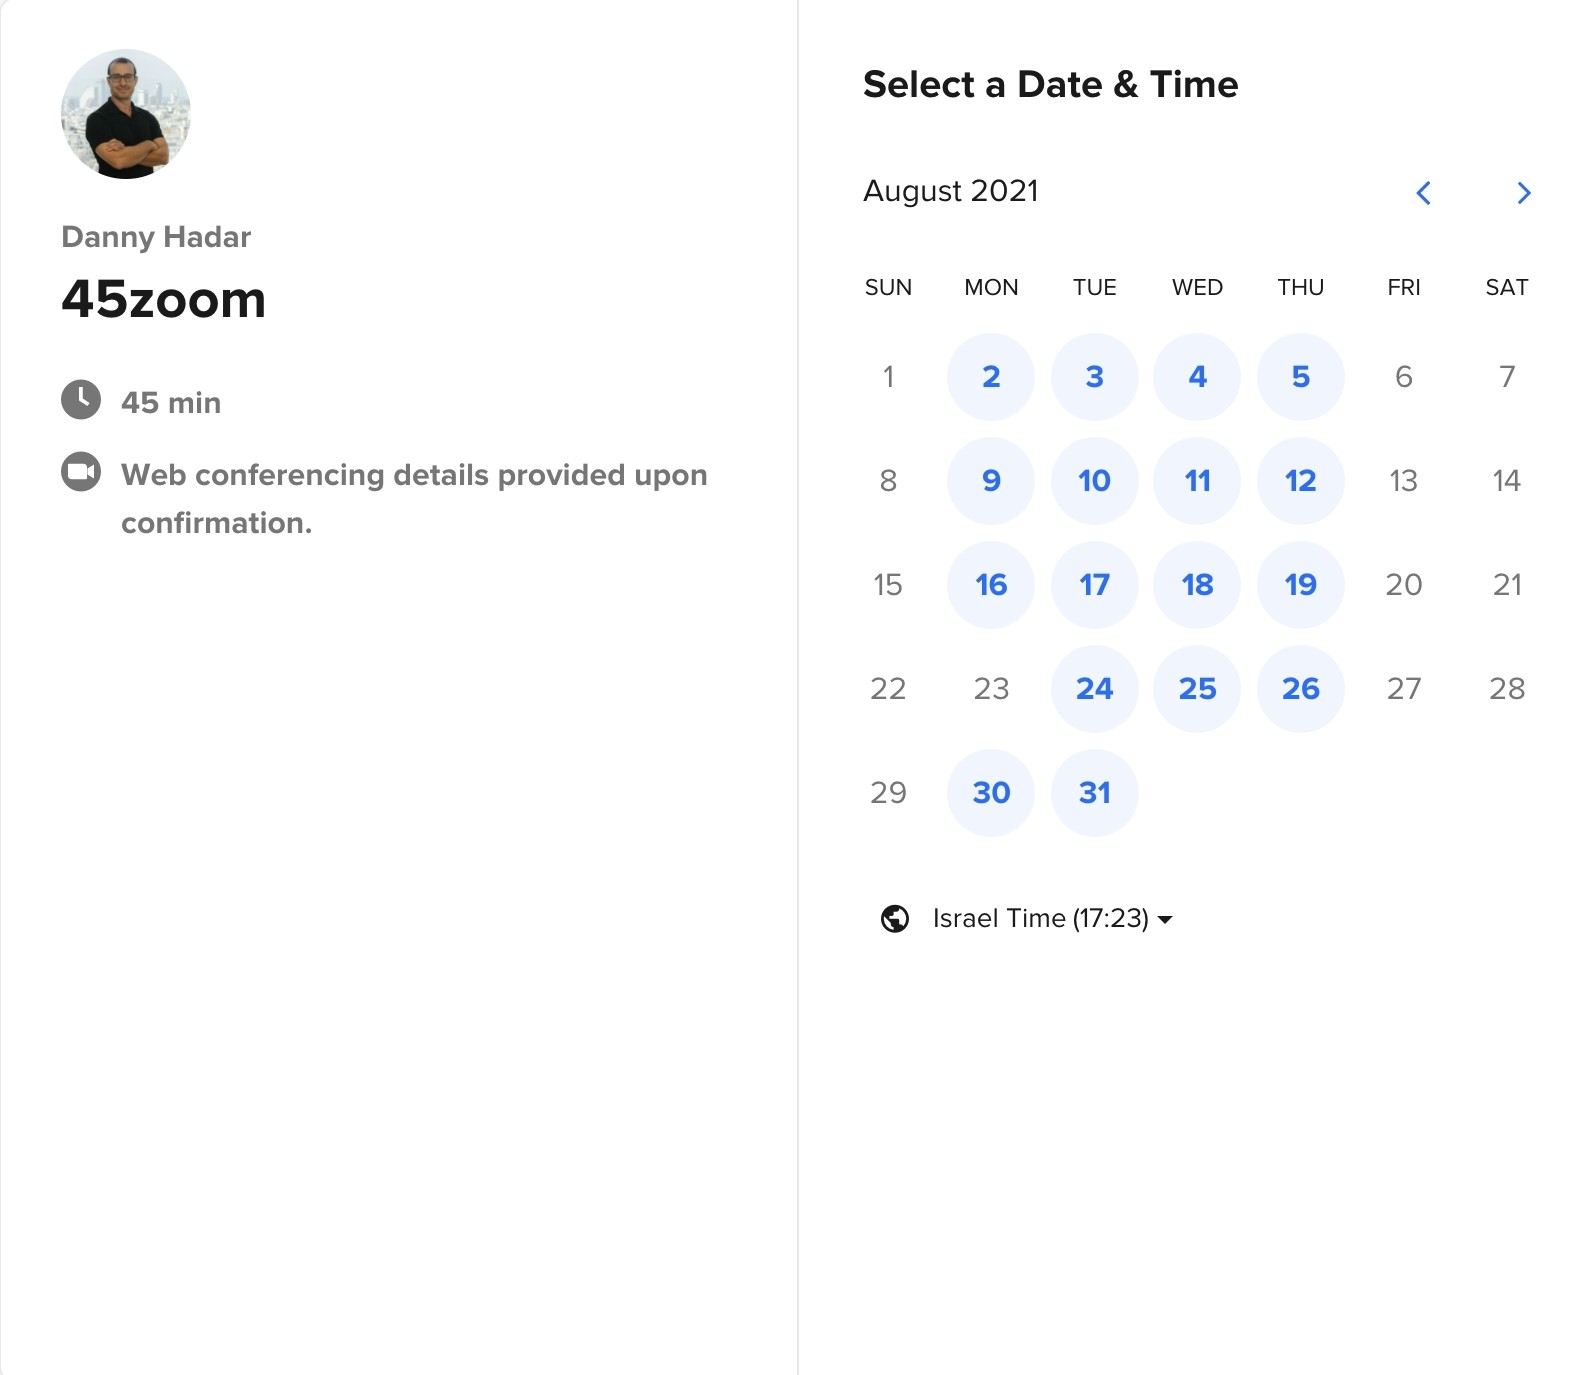 Danny Hadar
45zoom
45 min
Web conferencing details provided upon
confirmation.
Select a Date & Time
August 2021
SUN MON TUE WED THU FRI SAT
1 2 3 4 5 6 7
8 9 10 11 12 13 14
15 16 17 18 19 20 21
22 23 24 25 26 27 28
29 30 31
Israel Time (17:23)